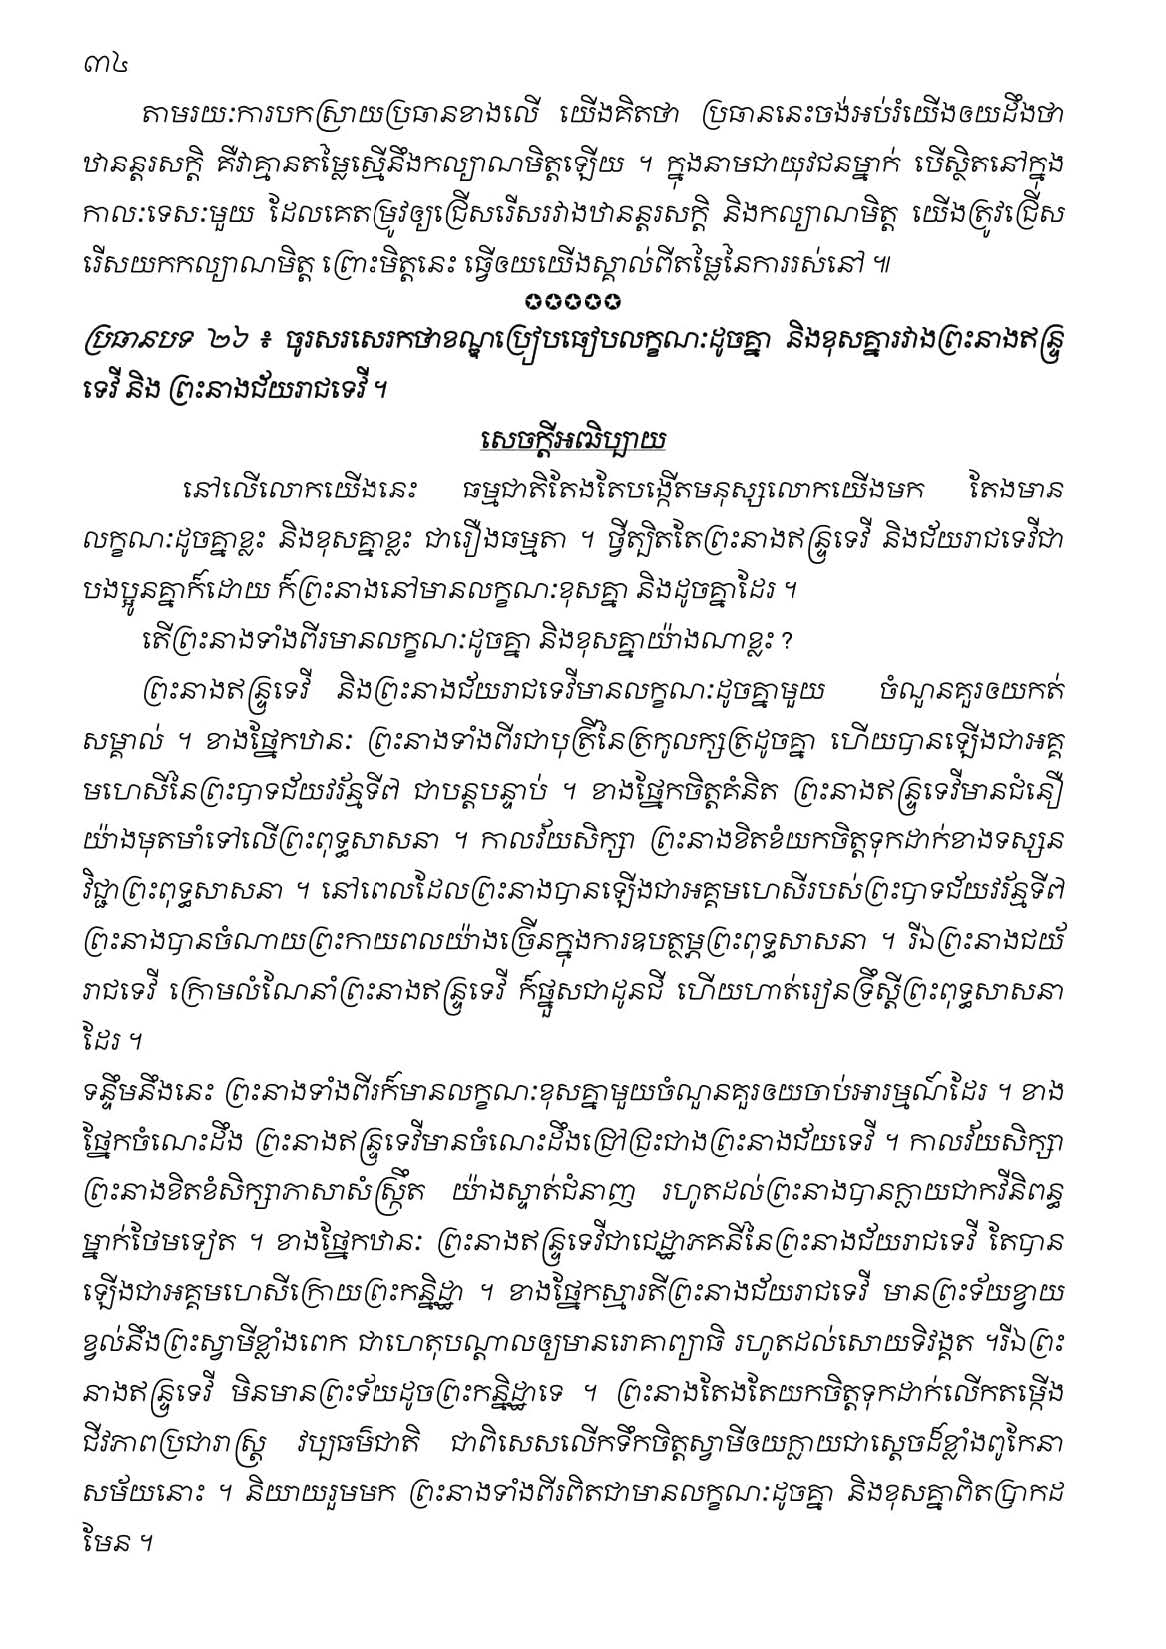 ៣៤
តាមរយៈការបកស្រាយប្រធានខាងលើ យើងគិតថា ប្រធាននេះចង់អប់រំយើងឲយដឹងថា
ឋានន្តរសក្តិ គឺវាគ្មានតម្លៃស្មើនឹងកល្យាណមិត្តឡើយ ។ ក្នុងនាមជាយុវជនម្នាក់ បើស្ថិតនៅក្នុង
កាលៈទេសៈមួយ ដែលគេតម្រូវឲ្យជ្រើសរើសរវាងឋានន្តរសក្តិ និងកល្យាណមិត្ត យើងត្រូវជ្រើស
រើសយកកល្យាណមិត្ត ព្រោះមិត្តនេះ ធ្វើឲយយើងស្គាល់ពីតម្លៃនៃការរស់នៅ ៕
✪✪✪✪✪
ប្រធានបទ ២៦ ៖ ចូរសរសេរកថាខណ្ឌប្រៀបធៀបលក្ខណៈដូចគ្នា និងខុសគ្នារវាងព្រះនាងឥន្ទ្រ
ទេវី និង ព្រះនាងជ័យរាជទេវី ។
សេចក្តីអធិប្បាយ
នៅលើលោកយើងនេះ ធម្មជាតិតែងតែបង្កើតមនុស្សលោកយើងមក តែងមាន
លក្ខណៈដូចគ្នាខ្លះ និងខុសគ្នាខ្លះ ជារឿងធម្មតា ។ ថ្វីត្បិតតែព្រះនាងឥន្ទ្រទេវី និងជ័យរាជទេវីជា
បងប្អូនគ្នាក៏ដោយ ក៏ព្រះនាងនៅមានលក្ខណៈខុសគ្នា និងដូចគ្នាដែរ ។
តើព្រះនាងទាំងពីរមានលក្ខណៈដូចគ្នា និងខុសគ្នាយ៉ាងណាខ្លះ ?
ព្រះនាងឥន្ទ្រទេវី និងព្រះនាងជ័យរាជទេវីមានលក្ខណៈដូចគ្នាមួយ ចំណួនគួរឲយកត់
សម្គាល់ ។ ខាងផ្នែកឋានៈ ព្រះនាងទាំងពីរជាបុត្រីនៃត្រកូលក្សត្រដូចគ្នា ហើយបានឡើងជាអគ្គ
មហេសីនៃព្រះបាទជ័យវរ័ន្មទី៧ ជាបន្តបន្ទាប់ ។ ខាងផ្នែកចិត្តគំនិត ព្រះនាងឥន្ទ្រទេវីមានជំនឿ
យ៉ាងមុតមាំទៅលើព្រះពុទ្ធសាសនា ។ កាលវ័យសិក្សា ព្រះនាងខិតខំយកចិត្តទុកដាក់ខាងទស្សន
វិជ្ជាព្រះពុទ្ធសាសនា ។ នៅពេលដែលព្រះនាងបានឡើងជាអគ្គមហេសីរបស់ព្រះបាទជ័យវរ័ន្មទី៧
ព្រះនាងបានចំណាយព្រះកាយពលយ៉ាងច្រើនក្នុងការឧបត្ថម្ភព្រះពុទ្ធសាសនា ។ រីឯព្រះនាងជយ័
រាជទេវី ក្រោមលំណែនាំព្រះនាងឥន្ទ្រទេវី ក៏ផ្នួសជាដូនជី ហើយហាត់រៀនទ្រឹស្តីព្រះពុទ្ធសាសនា
ដែរ ។
ទន្ទឹមនឹងនេះ ព្រះនាងទាំងពីរក៏មានលក្ខណៈខុសគ្នាមួយចំណួនគួរឲយចាប់អារម្មណ៍ដែរ ។ ខាង
ផ្នែកចំណេះដឹង ព្រះនាងឥន្ទ្រទេវីមានចំណេះដឹងជ្រៅជ្រះជាងព្រះនាងជ័យទេវី ។ កាលវ័យសិក្សា
ព្រះនាងខិតខំសិក្សាភាសាសំស្ក្រឹត យ៉ាងស្ទាត់ជំនាញ រហូតដល់ព្រះនាងបានក្លាយជាកវីនិពន្ធ
ម្នាក់ថែមទៀត ។ ខាងផ្នែកឋានៈ ព្រះនាងឥន្ទ្រទេវីជាជេដ្ឋាភគនីនៃព្រះនាងជ័យរាជទេវី តែបាន
ឡើងជាអគ្គមហេសីក្រោយព្រះកន្និដ្ឋា ។ ខាងផ្នែកស្មារតីព្រះនាងជ័យរាជទេវី មានព្រះទ័យខ្វាយ
ខ្វល់នឹងព្រះស្វាមីខ្លាំងពេក ជាហេតុបណ្តាលឲ្យមានរោគាព្យាធិ រហូតដល់សោយទិវង្គត ។រីឯព្រះ
នាងឥន្ទ្រទេវី មិនមានព្រះទ័យដូចព្រះកន្និដ្ឋាទេ ។ ព្រះនាងតែងតែយកចិត្តទុកដាក់លើកតម្កើង
ជីវភាពប្រជារាស្ត្រ វប្បធម៌ជាតិ ជាពិសេសលើកទឹកចិត្តស្វាមីឲយក្លាយជាស្តេចដ៏ខ្លាំងពូកែនា
សម័យនោះ ។ និយាយរួមមក ព្រះនាងទាំងពីរពិតជាមានលក្ខណៈដូចគ្នា និងខុសគ្នាពិតប្រាកដ
មែន ។